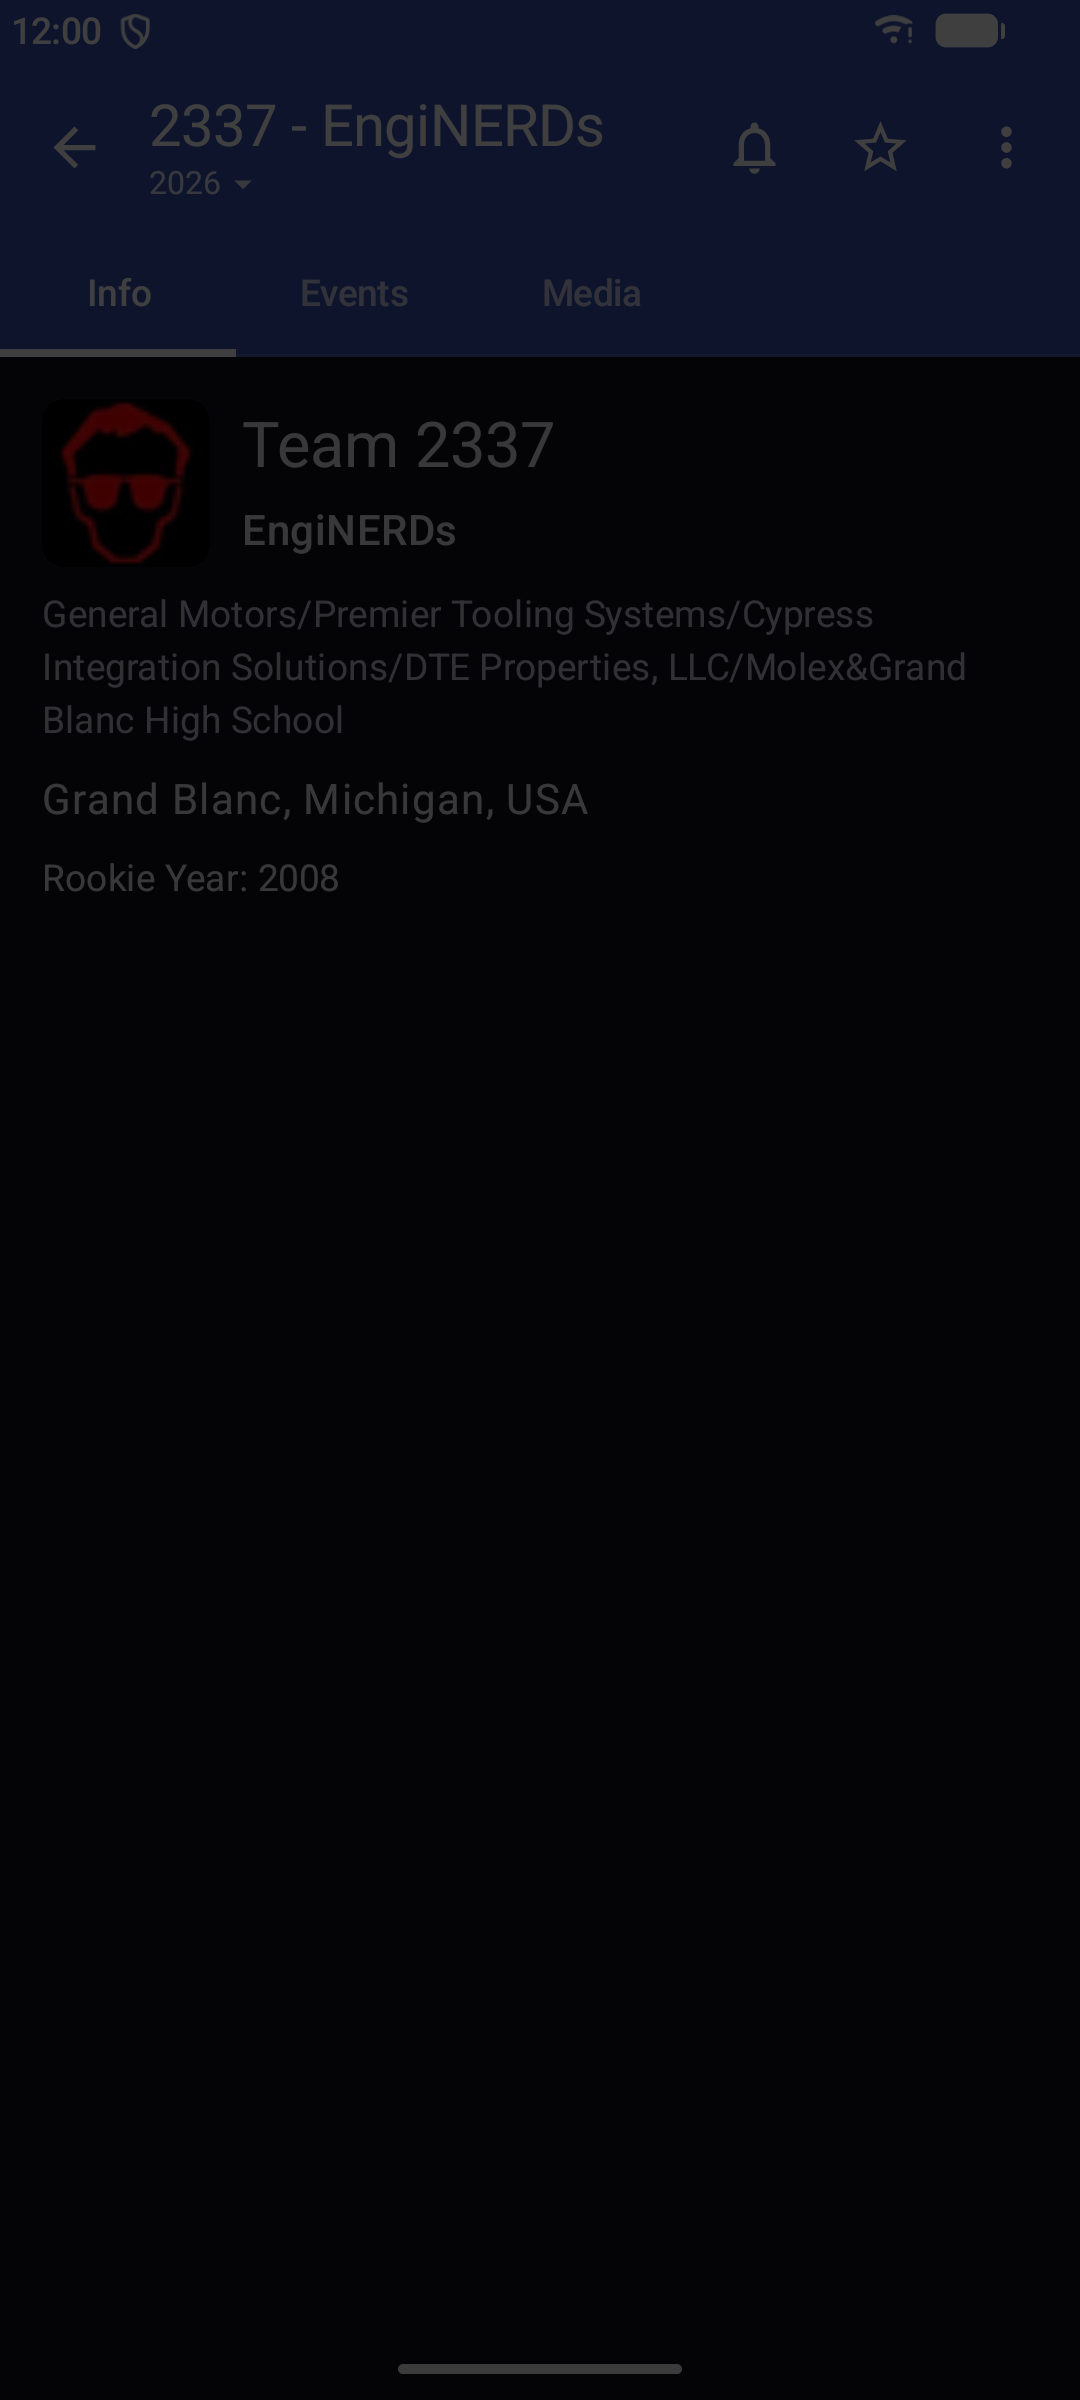 12:00
2337 - EngiNERDs
2026
Info
Events
Media
Team 2337
EngiNERDs
General Motors/Premier Tooling Systems/Cypress
Integration Solutions/DTE Properties, LLC/Molex&Grand
Blanc High School
Grand Blanc, Michigan, USA
Rookie Year: 2008